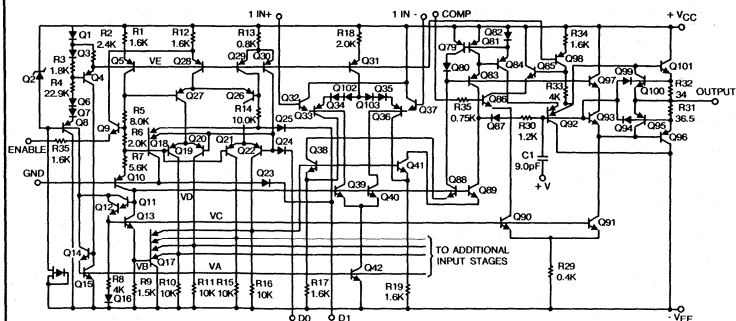 1 IN+
1 IN -
COMP
+ VCC
Q1
R2
2.4K
R1
1.6K
R12
1.6K
R13
0.8K
R18
2.0K
Q82
Q81
Q79
R34
1.6K
Q3
R3
1.8K
Q4
Q5
VE
Q28
Q29
Q30
Q31
Q80
Q84
Q85
Q98
Q101
Q2
R4
22.9K
Q27
Q26
Q102
Q35
Q83
Q97
Q99
R32
34
Q6
Q7
Q8
R5
8.0K
R14
10.0K
Q32
Q33
Q34
Q103
Q36
Q37
Q86
R33
4K
Q100
OUTPUT
R6
2.0K
Q25
R35
0.75K
R31
36.5
Q9
Q18
Q19
Q20
Q21
Q22
Q24
Q38
Q41
Q87
R30
1.2K
Q92
Q93
Q94
Q95
Q96
ENABLE
R35
1.6K
R7
5.6K
C1
9.0pF
+ V
GND
Q10
Q23
Q39
Q40
Q88
Q89
Q12
Q11
VD
Q13
VC
Q90
Q91
Q14
Q15
VB
Q17
VA
TO ADDITIONAL
INPUT STAGES
Q42
R8
4K
Q16
R9
1.5K
R10
10K
R11
10K
R15
10K
R16
10K
R17
1.6K
R19
1.6K
R29
0.4K
D0
D1
- VEE